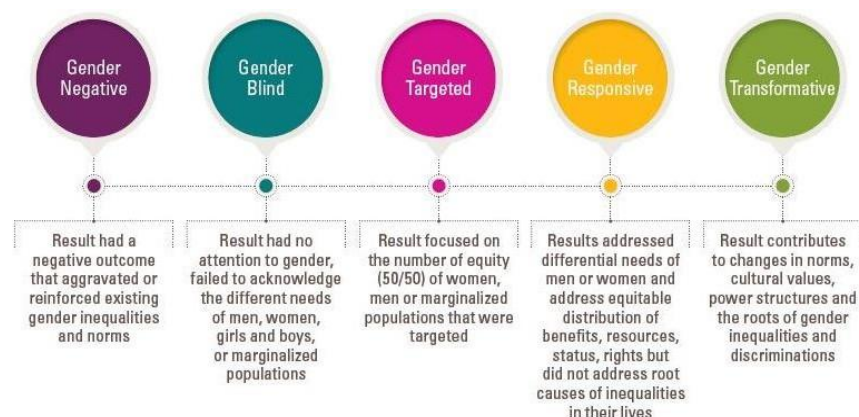 Gender
Negative
Gender
Blind
Gender
Targeted
Gender
Responsive
Gender
Transformative
Result had a
negative outcome
that aggravated or
reinforced existing
gender inequalities
and norms
Result had no
attention to gender,
failed to acknowledge
the different needs
of men, women,
girls and boys,
or marginalized
populations
Result focused on
the number of equity
(50/50) of women,
men or marginalized
populations that were
targeted
Results addressed
differential needs of
men or women and
address equitable
distribution of
benefits, resources,
status, rights but
did not address root
causes of inequalities
in their lives
Result contributes
to changes in norms,
cultural values,
power structures and
the roots of gender
inequalities and
discriminations